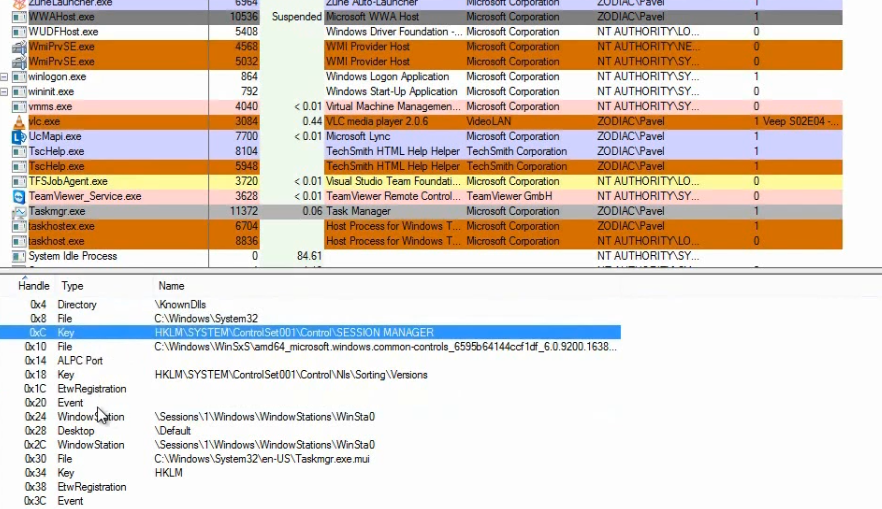 ZuneLauncher.exe 6964 Zune Auto-Launcher Microsoft Corporation ZODIAC\Pavel 1
WWAHost.exe 10536 Suspended Microsoft WWA Host Microsoft Corporation ZODIAC\Pavel 1
WUDFHost.exe 5408 Windows Driver Foundation -... Microsoft Corporation NT AUTHORITY\LO... 0
WmiPrvSE.exe 4568 WMI Provider Host Microsoft Corporation NT AUTHORITY\NE... 0
WmiPrvSE.exe 5032 WMI Provider Host Microsoft Corporation NT AUTHORITY\SY... 0
winlogon.exe 864 Windows Logon Application Microsoft Corporation NT AUTHORITY\SY... 1
wininit.exe 792 Windows Start-Up Application Microsoft Corporation NT AUTHORITY\SY... 0
vmms.exe 4040 < 0.01 Virtual Machine Managemen... Microsoft Corporation NT AUTHORITY\SY... 0
vlc.exe 3084 0.44 VLC media player 2.0.6 VideoLAN ZODIAC\Pavel 1 Veep S02E04 -...
UcMapi.exe 7700 < 0.01 Microsoft Lync Microsoft Corporation ZODIAC\Pavel 1
TscHelp.exe 8104 TechSmith HTML Help Helper TechSmith Corporation ZODIAC\Pavel 1
TscHelp.exe 5948 TechSmith HTML Help Helper TechSmith Corporation ZODIAC\Pavel 1
TFSJobAgent.exe 3720 < 0.01 Visual Studio Team Foundati... Microsoft Corporation NT AUTHORITY\LO... 0
TeamViewer_Service.exe 3628 < 0.01 TeamViewer Remote Control... TeamViewer GmbH NT AUTHORITY\SY... 0
Taskmgr.exe 11372 0.06 Task Manager Microsoft Corporation ZODIAC\Pavel 1
taskhostex.exe 6704 Host Process for Windows T... Microsoft Corporation ZODIAC\Pavel 1
taskhost.exe 8836 Host Process for Windows T... Microsoft Corporation NT AUTHORITY\LO... 0
System Idle Process 0 84.61 NT AUTHORITY\SY...
Handle Type Name
0x4 Directory \KnownDlls
0x8 File C:\Windows\System32
0xC Key HKLM\SYSTEM\ControlSet001\Control\SESSION MANAGER
0x10 File C:\Windows\WinSxS\amd64_microsoft.windows.common-controls_6595b64144ccf1df_6.0.9200.1638...
0x14 ALPC Port
0x18 Key HKLM\SYSTEM\ControlSet001\Control\Nls\Sorting\Versions
0x1C EtwRegistration
0x20 Event
0x24 WindowStation \Sessions\1\Windows\WindowStations\WinSta0
0x28 Desktop \Default
0x2C WindowStation \Sessions\1\Windows\WindowStations\WinSta0
0x30 File C:\Windows\System32\en-US\Taskmgr.exe.mui
0x34 Key HKLM
0x38 EtwRegistration
0x3C Event